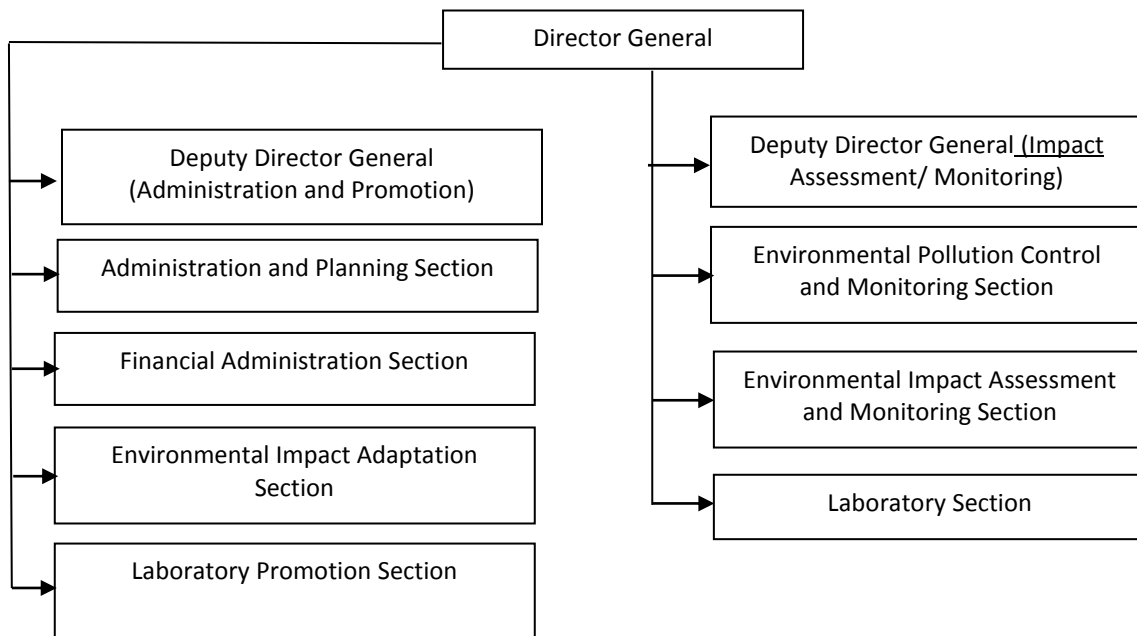 Director General
Deputy Director General
(Administration and Promotion)
Administration and Planning Section
Financial Administration Section
Environmental Impact Adaptation
Section
Laboratory Promotion Section
Deputy Director General (Impact
Assessment/ Monitoring)
Environmental Pollution Control
and Monitoring Section
Environmental Impact Assessment
and Monitoring Section
Laboratory Section